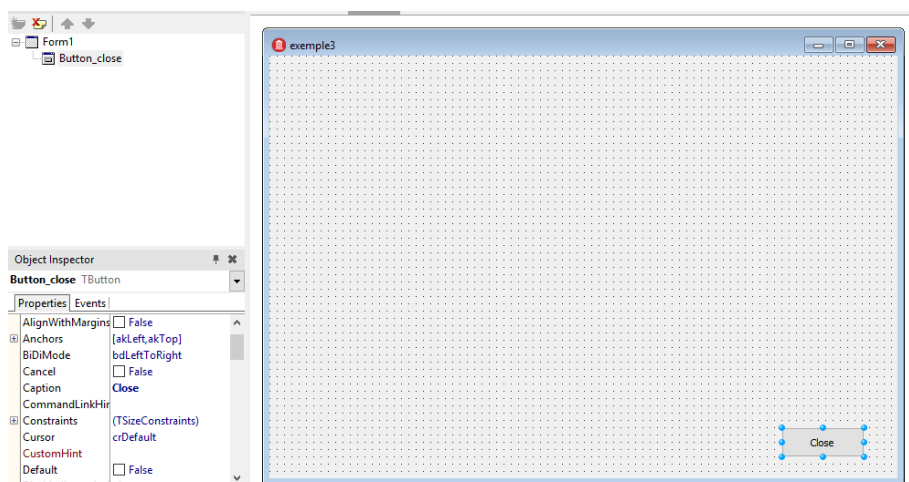 Form1
Button_close
Object Inspector
Button_close TButton
Properties Events
AlignWithMargins False
Anchors [akLeft,akTop]
BiDiMode bdLeftToRight
Cancel False
Caption Close
CommandLinkHir
Constraints (TSizeConstraints)
Cursor crDefault
CustomHint
Default False
exemple3
Close